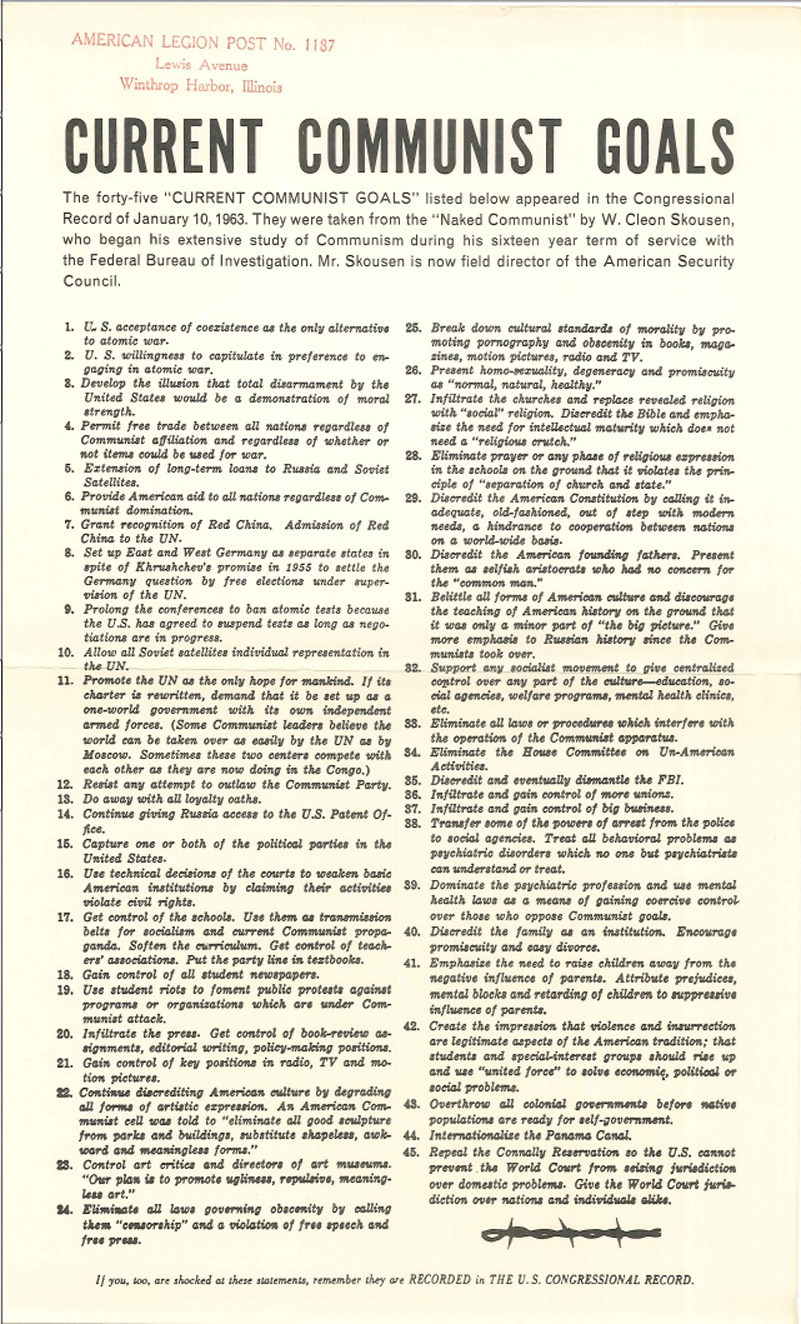 AMERICAN LEGION POST No. 1187
Lewis Avenue
Winthrop Harbor, Illinois
CURRENT COMMUNIST GOALS
The forty-five "CURRENT COMMUNIST GOALS" listed below appeared in the Congressional
Record of January 10, 1963. They were taken from the "Naked Communist" by W. Cleon Skousen,
who began his extensive study of Communism during his sixteen year term of service with
the Federal Bureau of Investigation. Mr. Skousen is now field director of the American Security
Council.
1. U. S. acceptance of coexistence as the only alternative
to atomic war.
2. U. S. willingness to capitulate in preference to en-
gaging in atomic war.
3. Develop the illusion that total disarmament by the
United States would be a demonstration of moral
strength.
4. Permit free trade between all nations regardless of
Communist affiliation and regardless of whether or
not items could be used for war.
5. Extension of long-term loans to Russia and Soviet
Satellites.
6. Provide American aid to all nations regardless of Com-
munist domination.
7. Grant recognition of Red China. Admission of Red
China to the UN.
8. Set up East and West Germany as separate states in
spite of Khrushchev's promise in 1955 to settle the
Germany question by free elections under super-
vision of the UN.
9. Prolong the conferences to ban atomic tests because
the U.S. has agreed to suspend tests as long as nego-
tiations are in progress.
10. Allow all Soviet satellites individual representation in
the UN.
11. Promote the UN as the only hope for mankind. If its
charter is rewritten, demand that it be set up as a
one-world government with its own independent
armed forces. (Some Communist leaders believe the
world can be taken over as easily by the UN as by
Moscow. Sometimes these two centers compete with
each other as they are now doing in the Congo.)
12. Resist any attempt to outlaw the Communist Party.
13. Do away with all loyalty oaths.
14. Continue giving Russia access to the U.S. Patent Of-
fice.
15. Capture one or both of the political parties in the
United States.
16. Use technical decisions of the courts to weaken basic
American institutions by claiming their activities
violate civil rights.
17. Get control of the schools. Use them as transmission
belts for socialism and current Communist propa-
ganda. Soften the curriculum. Get control of teach-
ers' associations. Put the party line in textbooks.
18. Gain control of all student newspapers.
19. Use student riots to foment public protests against
programs or organizations which are under Com-
munist attack.
20. Infiltrate the press. Get control of book-review as-
signments, editorial writing, policy-making positions.
21. Gain control of key positions in radio, TV and mo-
tion pictures.
22. Continue discrediting American culture by degrading
all forms of artistic expression. An American Com-
munist cell was told to "eliminate all good sculpture
from parks and buildings, substitute shapeless, awk-
ward and meaningless forms."
23. Control art critics and directors of art museums.
"Our plan is to promote ugliness, repulsive, meaning-
less art."
24. Eliminate all laws governing obscenity by calling
them "censorship" and a violation of free speech and
free press.
25. Break down cultural standards of morality by pro-
moting pornography and obscenity in books, maga-
zines, motion pictures, radio and TV.
26. Present homo-sexuality, degeneracy and promiscuity
as "normal, natural, healthy."
27. Infiltrate the churches and replace revealed religion
with "social" religion. Discredit the Bible and empha-
size the need for intellectual maturity which does not
need a "religious crutch."
28. Eliminate prayer or any phase of religious expression
in the schools on the ground that it violates the prin-
ciple of "separation of church and state."
29. Discredit the American Constitution by calling it in-
adequate, old-fashioned, out of step with modern
needs, a hindrance to cooperation between nations
on a world-wide basis.
30. Discredit the American founding fathers. Present
them as selfish aristocrats who had no concern for
the "common man."
31. Belittle all forms of American culture and discourage
the teaching of American history on the ground that
it was only a minor part of "the big picture." Give
more emphasis to Russian history since the Com-
munists took over.
32. Support any socialist movement to give centralized
control over any part of the culture—education, so-
cial agencies, welfare programs, mental health clinics,
etc.
33. Eliminate all laws or procedures which interfere with
the operation of the Communist apparatus.
34. Eliminate the House Committee on Un-American
Activities.
35. Discredit and eventually dismantle the FBI.
36. Infiltrate and gain control of more unions.
37. Infiltrate and gain control of big business.
38. Transfer some of the powers of arrest from the police
to social agencies. Treat all behavioral problems as
psychiatric disorders which no one but psychiatrists
can understand or treat.
39. Dominate the psychiatric profession and use mental
health laws as a means of gaining coercive control
over those who oppose Communist goals.
40. Discredit the family as an institution. Encourage
promiscuity and easy divorce.
41. Emphasize the need to raise children away from the
negative influence of parents. Attribute prejudices,
mental blocks and retarding of children to suppressive
influence of parents.
42. Create the impression that violence and insurrection
are legitimate aspects of the American tradition; that
students and special-interest groups should rise up
and use "united force" to solve economic, political or
social problems.
43. Overthrow all colonial governments before native
populations are ready for self-government.
44. Internationalize the Panama Canal.
45. Repeal the Connally Reservation so the U.S. cannot
prevent the World Court from seizing jurisdiction
over domestic problems. Give the World Court juris-
diction over nations and individuals alike.
If you, too, are shocked at these statements, remember they are RECORDED in THE U.S. CONGRESSIONAL RECORD.